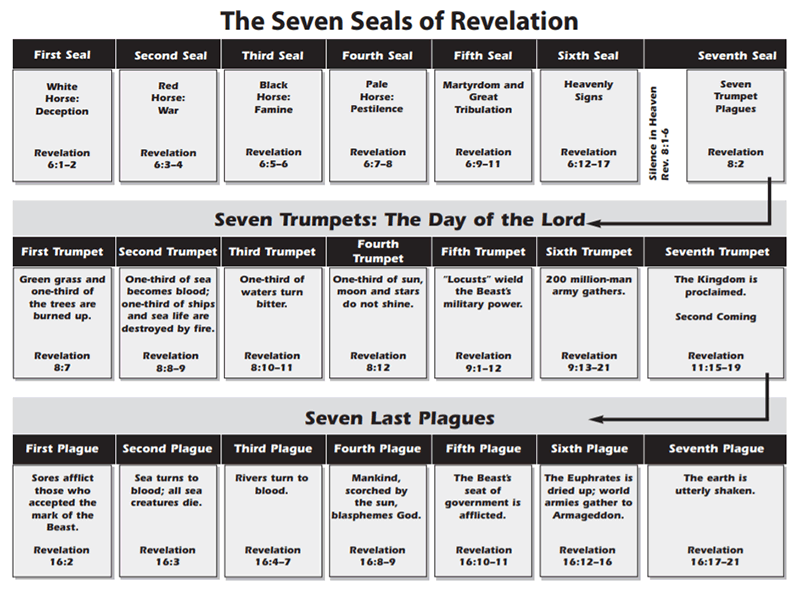 The Seven Seals of Revelation
First Seal
Second Seal
Third Seal
Fourth Seal
Fifth Seal
Sixth Seal
Seventh Seal
White
Horse:
Deception
Revelation
6:1–2
Red
Horse:
War
Revelation
6:3–4
Black
Horse:
Famine
Revelation
6:5–6
Pale
Horse:
Pestilence
Revelation
6:7–8
Martyrdom and
Great
Tribulation
Revelation
6:9–11
Heavenly
Signs
Revelation
6:12–17
Silence in Heaven
Rev. 8:1-6
Seven
Trumpet
Plagues
Revelation
8:2
Seven Trumpets: The Day of the Lord
First Trumpet
Second Trumpet
Third Trumpet
Fourth
Trumpet
Fifth Trumpet
Sixth Trumpet
Seventh Trumpet
Green grass and
one-third of
the trees are
burned up.
Revelation
8:7
One-third of sea
becomes blood;
one-third of ships
and sea life are
destroyed by fire.
Revelation
8:8–9
One-third of
waters turn
bitter.
Revelation
8:10–11
One-third of sun,
moon and stars
do not shine.
Revelation
8:12
“Locusts” wield
the Beast’s
military power.
Revelation
9:1–12
200 million-man
army gathers.
Revelation
9:13–21
The Kingdom is
proclaimed.
Second Coming
Revelation
11:15–19
Seven Last Plagues
First Plague
Second Plague
Third Plague
Fourth Plague
Fifth Plague
Sixth Plague
Seventh Plague
Sores afflict
those who
accepted the
mark of the
Beast.
Revelation
16:2
Sea turns to
blood; all sea
creatures die.
Revelation
16:3
Rivers turn to
blood.
Revelation
16:4–7
Mankind,
scorched by
the sun,
blasphemes God.
Revelation
16:8–9
The Beast’s
seat of
government is
afflicted.
Revelation
16:10–11
The Euphrates is
dried up; world
armies gather to
Armageddon.
Revelation
16:12–16
The earth is
utterly shaken.
Revelation
16:17–21